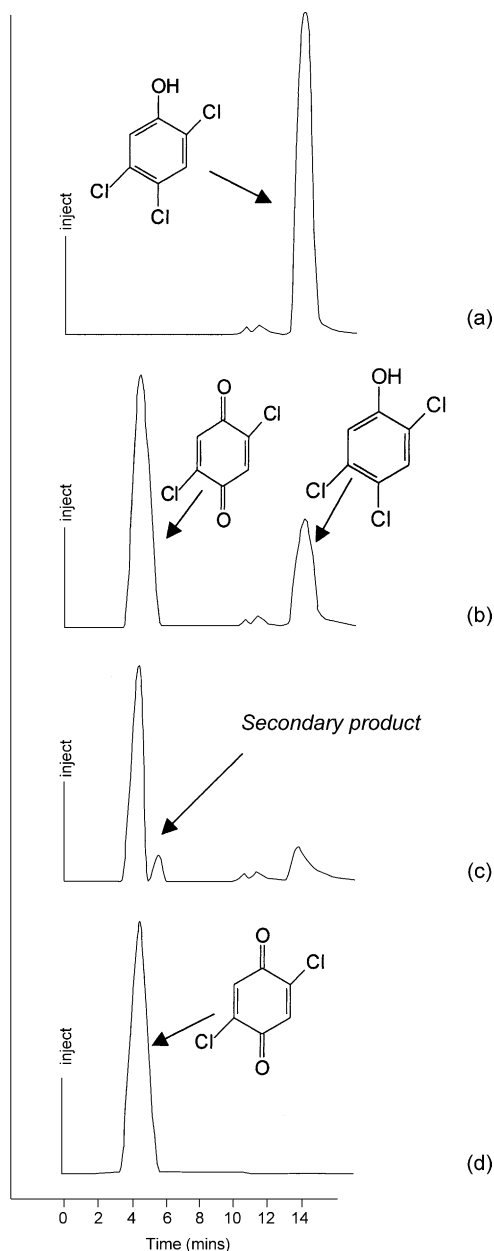 OH
Cl
Cl
Cl
inject
(a)
O
Cl
Cl
O
OH
Cl
Cl
Cl
inject
(b)
Secondary product
inject
(c)
O
Cl
Cl
O
inject
(d)
0 2 4 6 8 10 12 14
Time (mins)